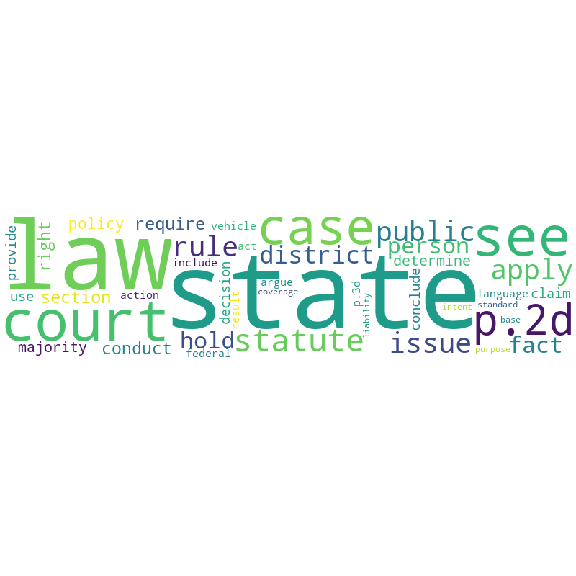 law
state
court
case
see
p.2d
policy
require
vehicle
public
right
provide
rule
act
person
district
determine
include
apply
use
section
action
decision
result
argue
coverage
p.3d
liability
conclude
language
claim
standard
intent
base
majority
conduct
hold
federal
statute
issue
fact
purpose